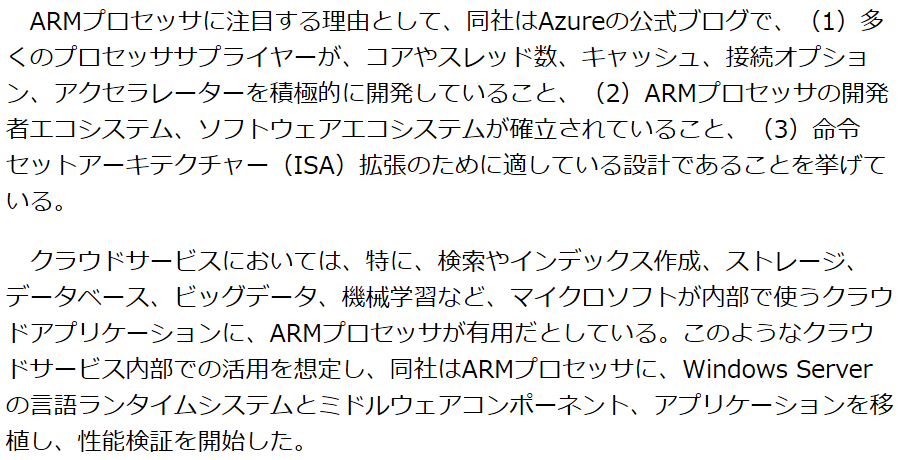 ARMプロセッサに注目する理由として、同社はAzureの公式ブログで、（1）多
くのプロセッササプライヤーが、コアやスレッド数、キャッシュ、接続オプショ
ン、アクセラレーターを積極的に開発していること、（2）ARMプロセッサの開発
者エコシステム、ソフトウェアエコシステムが確立されていること、（3）命令
セットアーキテクチャー（ISA）拡張のために適している設計であることを挙げて
いる。
　クラウドサービスにおいては、特に、検索やインデックス作成、ストレージ、
データベース、ビッグデータ、機械学習など、マイクロソフトが内部で使うクラウ
ドアプリケーションに、ARMプロセッサが有用だとしている。このようなクラウ
ドサービス内部での活用を想定し、同社はARMプロセッサに、Windows Server
の言語ランタイムシステムとミドルウェアコンポーネント、アプリケーションを移
植し、性能検証を開始した。